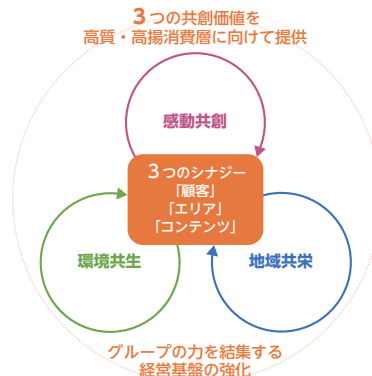 3つの共創価値を
高質・高揚消費層に向けて提供
感動共創
3つのシナジー
「顧客」
「エリア」
「コンテンツ」
環境共生
地域共栄
グループの力を結集する
経営基盤の強化